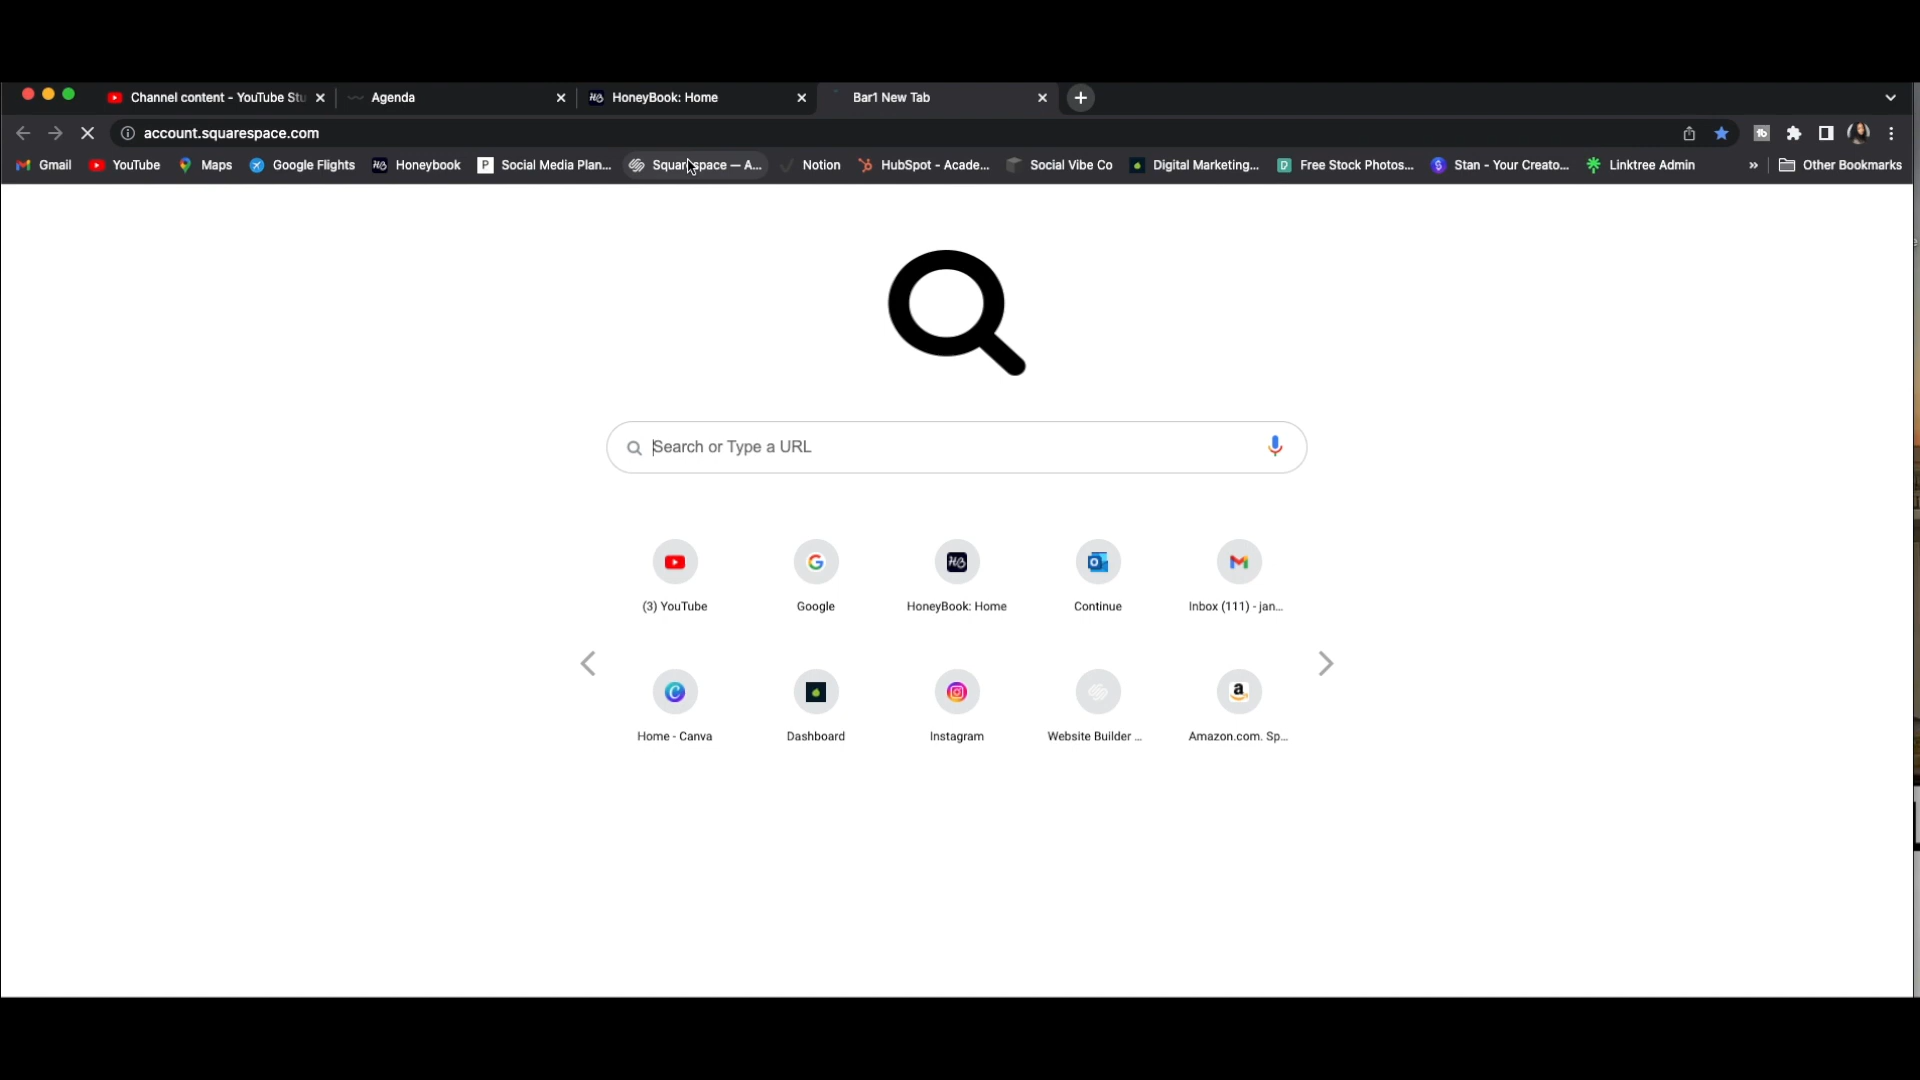 Channel content - YouTube Stu
Agenda
HoneyBook: Home
Bar1 New Tab
account.squarespace.com
Gmail
YouTube
Maps
Google Flights
Honeybook
Social Media Plan...
Squarespace — A...
Notion
HubSpot - Acade...
Social Vibe Co
Digital Marketing...
Free Stock Photos...
Stan - Your Creato...
Linktree Admin
»
Other Bookmarks
Search or Type a URL
(3) YouTube
Google
HoneyBook: Home
Continue
Inbox (111) - jan...
Home - Canva
Dashboard
Instagram
Website Builder ...
Amazon.com. Sp...